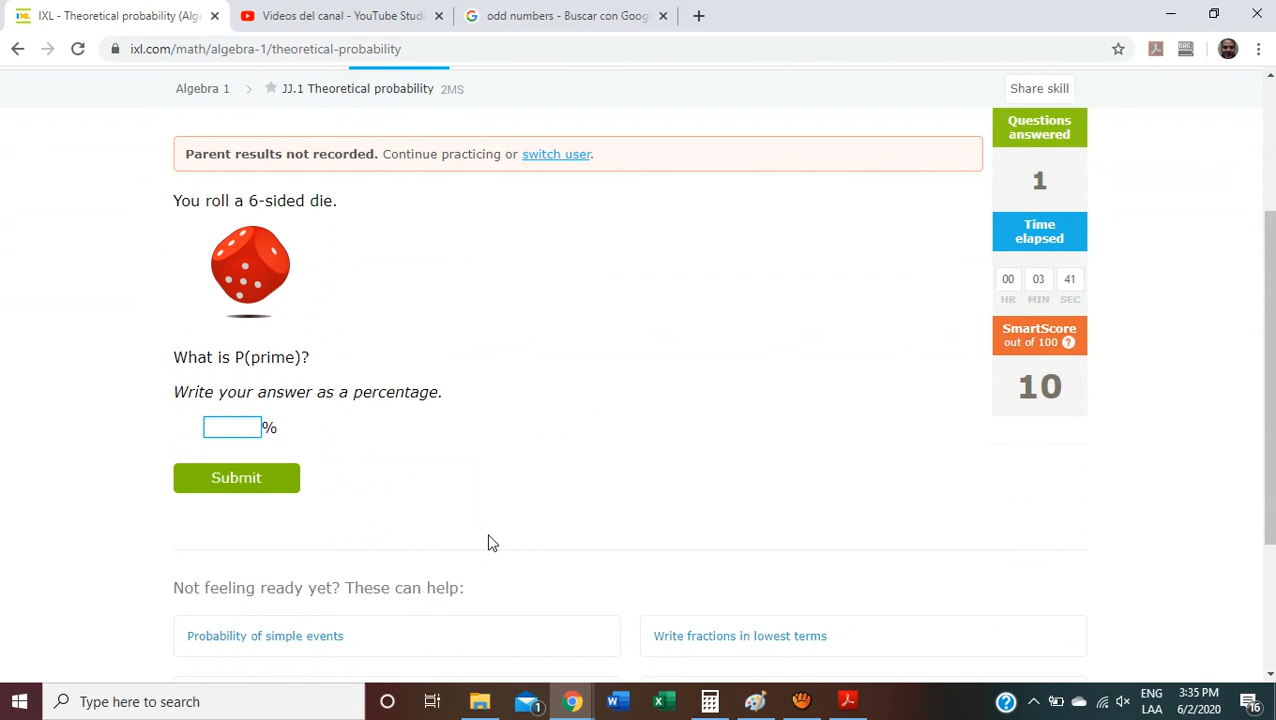 IXL - Theoretical probability (Alge
Videos del canal - YouTube Studi
odd numbers - Buscar con Goog
ixl.com/math/algebra-1/theoretical-probability
Algebra 1 > JJ.1 Theoretical probability 2MS
Share skill
Questions answered
1
Parent results not recorded. Continue practicing or switch user.
You roll a 6-sided die.
Time elapsed
00 03 41
HR MIN SEC
SmartScore
out of 100 ?
10
What is P(prime)?
Write your answer as a percentage.
%
Submit
Not feeling ready yet? These can help:
Probability of simple events
Write fractions in lowest terms
Type here to search
1
ENG
LAA
3:35 PM
6/2/2020
16